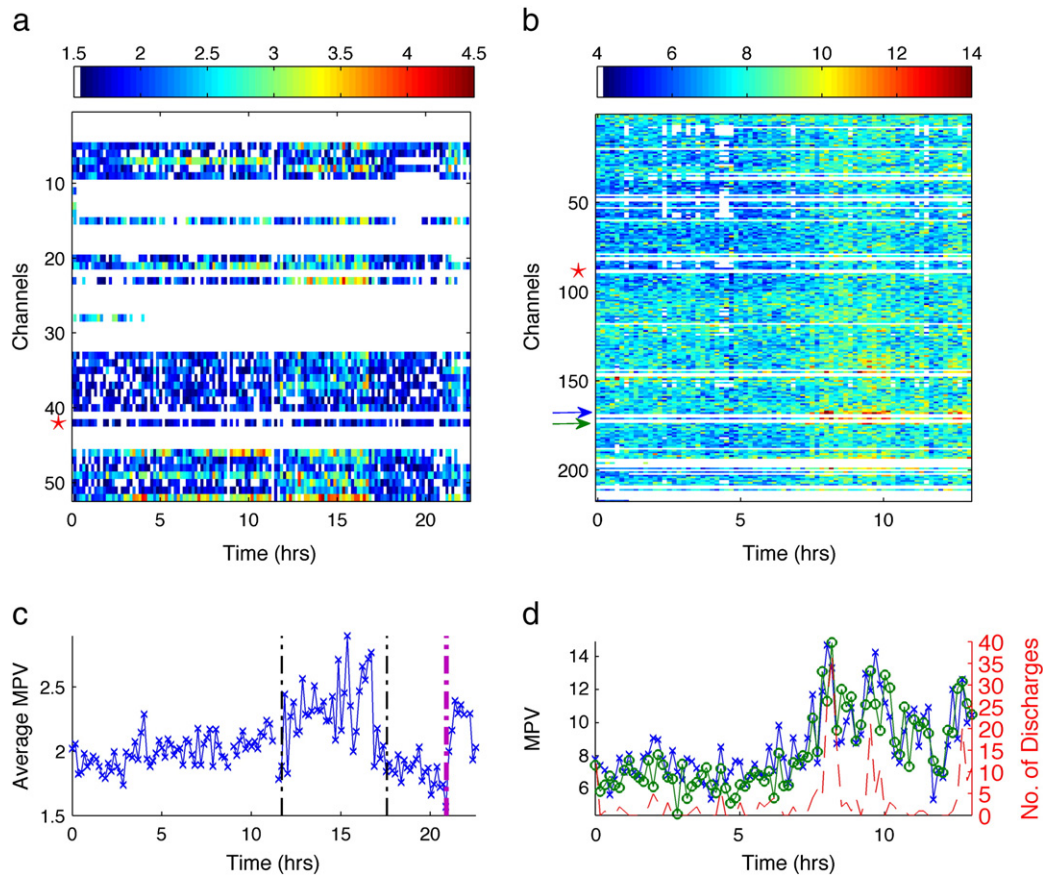 a
1.5 2 2.5 3 3.5 4 4.5
Channels
10
20
30
40
50
0 5 10 15 20
Time (hrs)
b
4 6 8 10 12 14
Channels
50
100
150
200
0 5 10
Time (hrs)
c
Average MPV
2.5
2
1.5
0 5 10 15 20
Time (hrs)
d
MPV
14
12
10
8
6
0 5 10
Time (hrs)
40
35
30
25
20
15
10
5
0
No. of Discharges